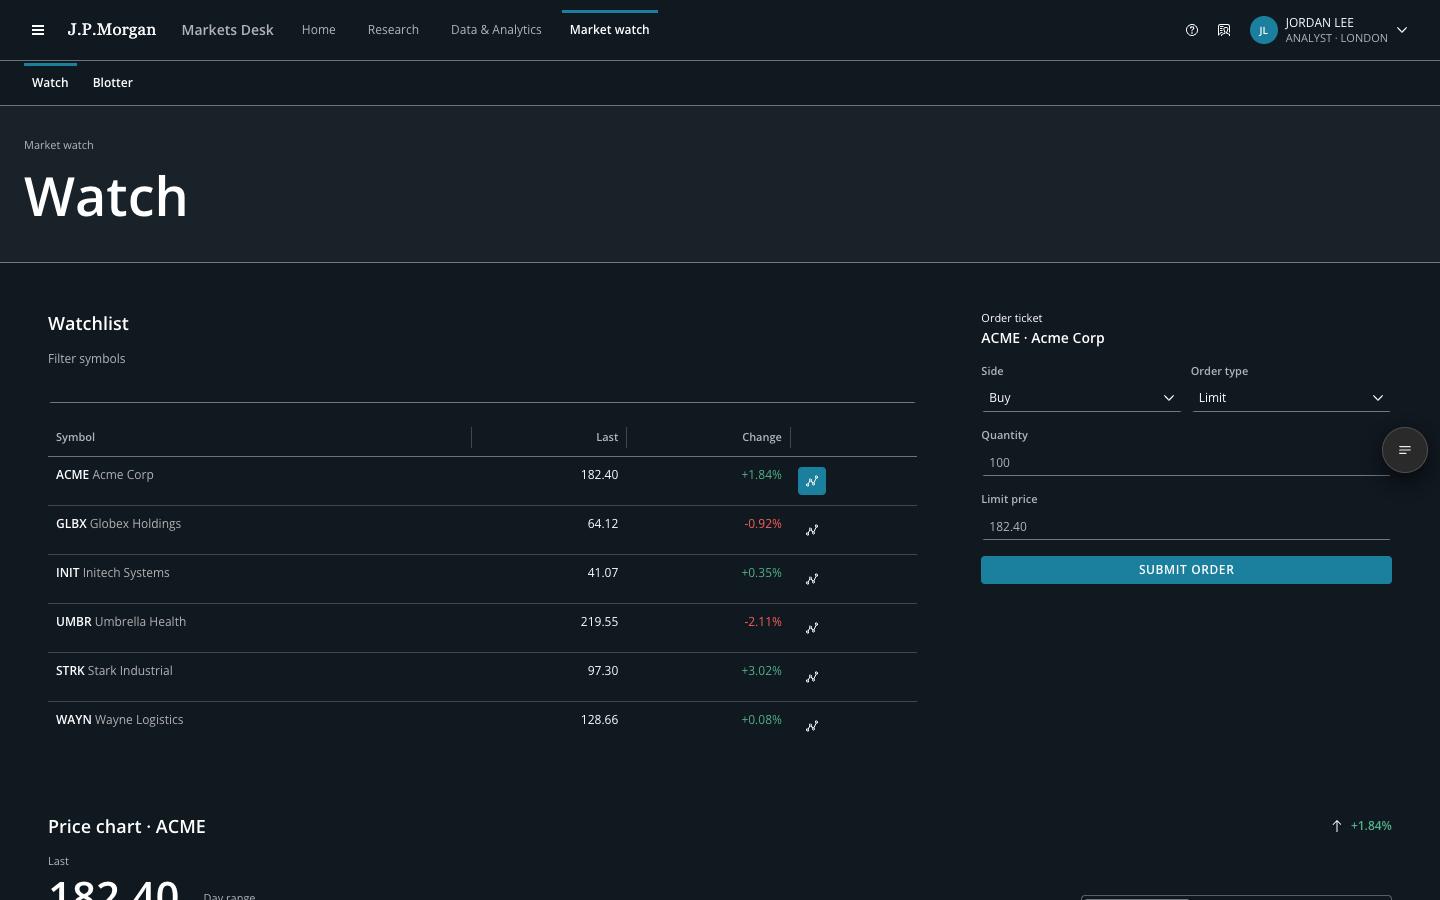 J.P.Morgan Markets Desk Home Research Data & Analytics Market watch JL JORDAN LEE
ANALYST · LONDON
Watch Blotter
Market watch
Watch
Watchlist
Filter symbols
Symbol Last Change
ACME Acme Corp 182.40 +1.84%
GLBX Globex Holdings 64.12 -0.92%
INIT Initech Systems 41.07 +0.35%
UMBR Umbrella Health 219.55 -2.11%
STRK Stark Industrial 97.30 +3.02%
WAYN Wayne Logistics 128.66 +0.08%
Order ticket
ACME · Acme Corp
Side Order type
Buy Limit
Quantity
100
Limit price
182.40
SUBMIT ORDER
Price chart · ACME +1.84%
Last
182.40 Day range